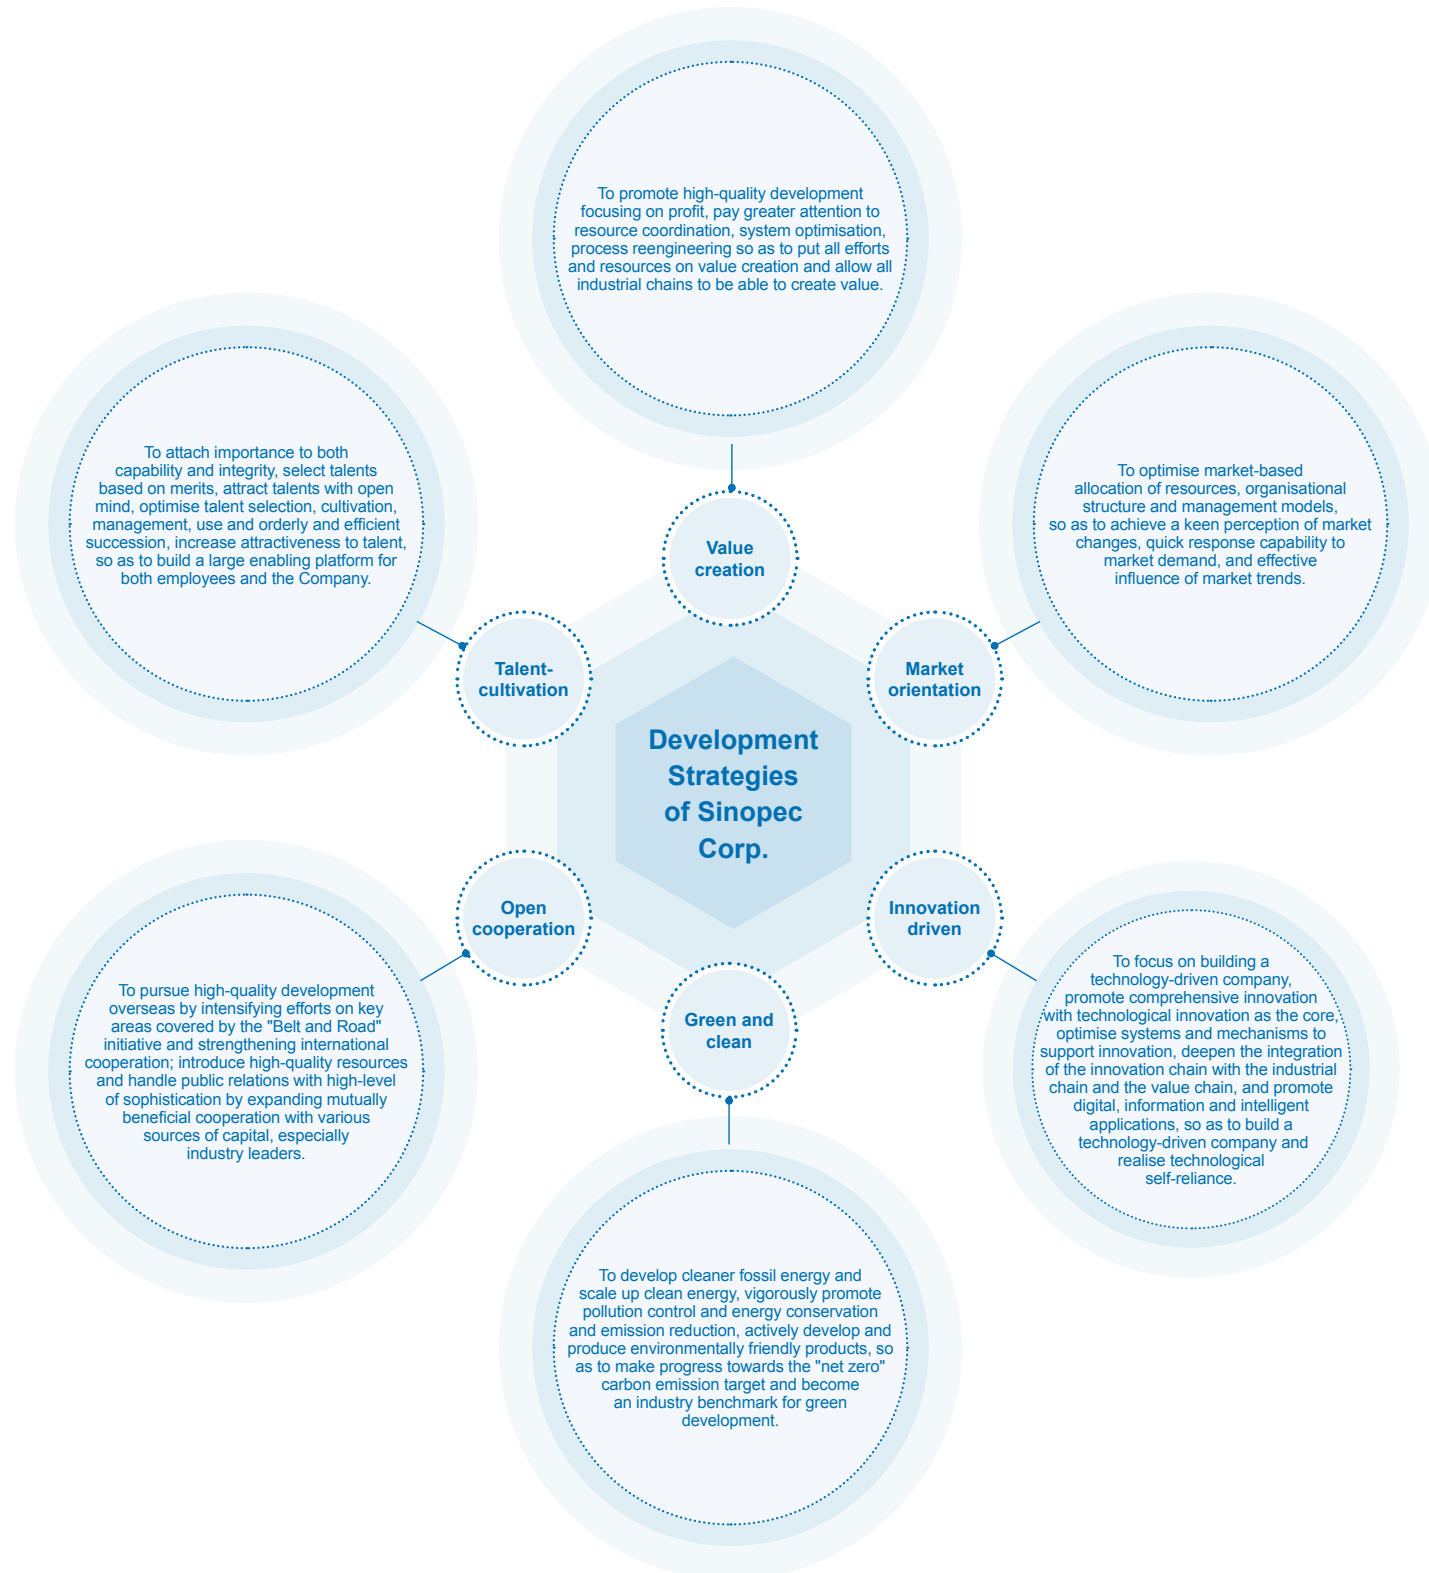 To promote high-quality development
focusing on profit, pay greater attention to
resource coordination, system optimisation,
process reengineering so as to put all efforts
and resources on value creation and allow all
industrial chains to be able to create value.
To attach importance to both
capability and integrity, select talents
based on merits, attract talents with open
mind, optimise talent selection, cultivation,
management, use and orderly and efficient
succession, increase attractiveness to talent,
so as to build a large enabling platform for
both employees and the Company.
To optimise market-based
allocation of resources, organisational
structure and management models,
so as to achieve a keen perception of market
changes, quick response capability to
market demand, and effective
influence of market trends.
Value
creation
Talent-
cultivation
Market
orientation
Development
Strategies
of Sinopec
Corp.
Open
cooperation
Innovation
driven
Green and
clean
To pursue high-quality development
overseas by intensifying efforts on key
areas covered by the "Belt and Road"
initiative and strengthening international
cooperation; introduce high-quality resources
and handle public relations with high-level
of sophistication by expanding mutually
beneficial cooperation with various
sources of capital, especially
industry leaders.
To focus on building a
technology-driven company,
promote comprehensive innovation
with technological innovation as the core,
optimise systems and mechanisms to
support innovation, deepen the integration
of the innovation chain with the industrial
chain and the value chain, and promote
digital, information and intelligent
applications, so as to build a
technology-driven company and
realise technological
self-reliance.
To develop cleaner fossil energy and
scale up clean energy, vigorously promote
pollution control and energy conservation
and emission reduction, actively develop and
produce environmentally friendly products, so
as to make progress towards the "net zero"
carbon emission target and become
an industry benchmark for green
development.